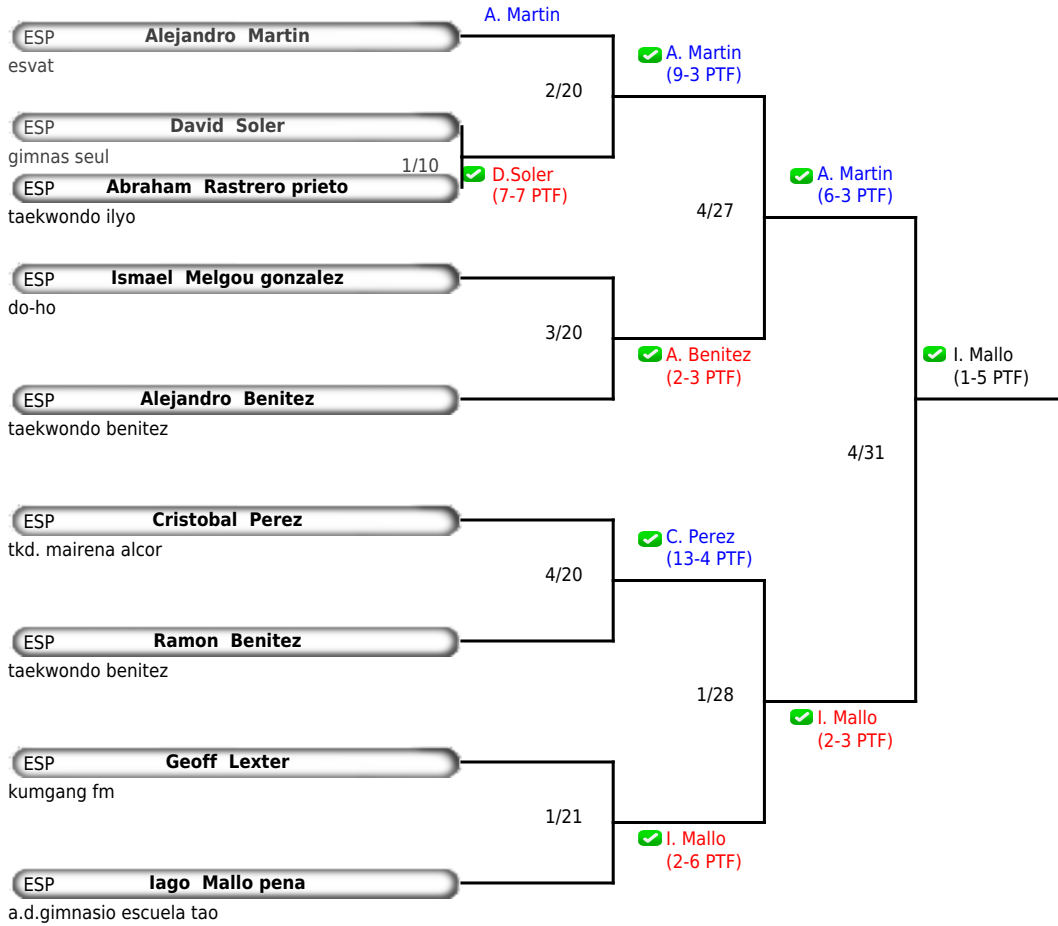 A. Martin
ESP Alejandro Martin
esvat
A. Martin
(9-3 PTF)
2/20
ESP David Soler
gimnas seul
1/10
D.Soler
(7-7 PTF)
ESP Abraham Rastrero prieto
taekwondo ilyo
A. Martin
(6-3 PTF)
4/27
ESP Ismael Melgou gonzalez
do-ho
3/20
A. Benitez
(2-3 PTF)
I. Mallo
(1-5 PTF)
ESP Alejandro Benitez
taekwondo benitez
4/31
ESP Cristobal Perez
tkd. mairena alcor
C. Perez
(13-4 PTF)
4/20
ESP Ramon Benitez
taekwondo benitez
1/28
I. Mallo
(2-3 PTF)
ESP Geoff Lexter
kumgang fm
1/21
I. Mallo
(2-6 PTF)
ESP Iago Mallo pena
a.d.gimnasio escuela tao